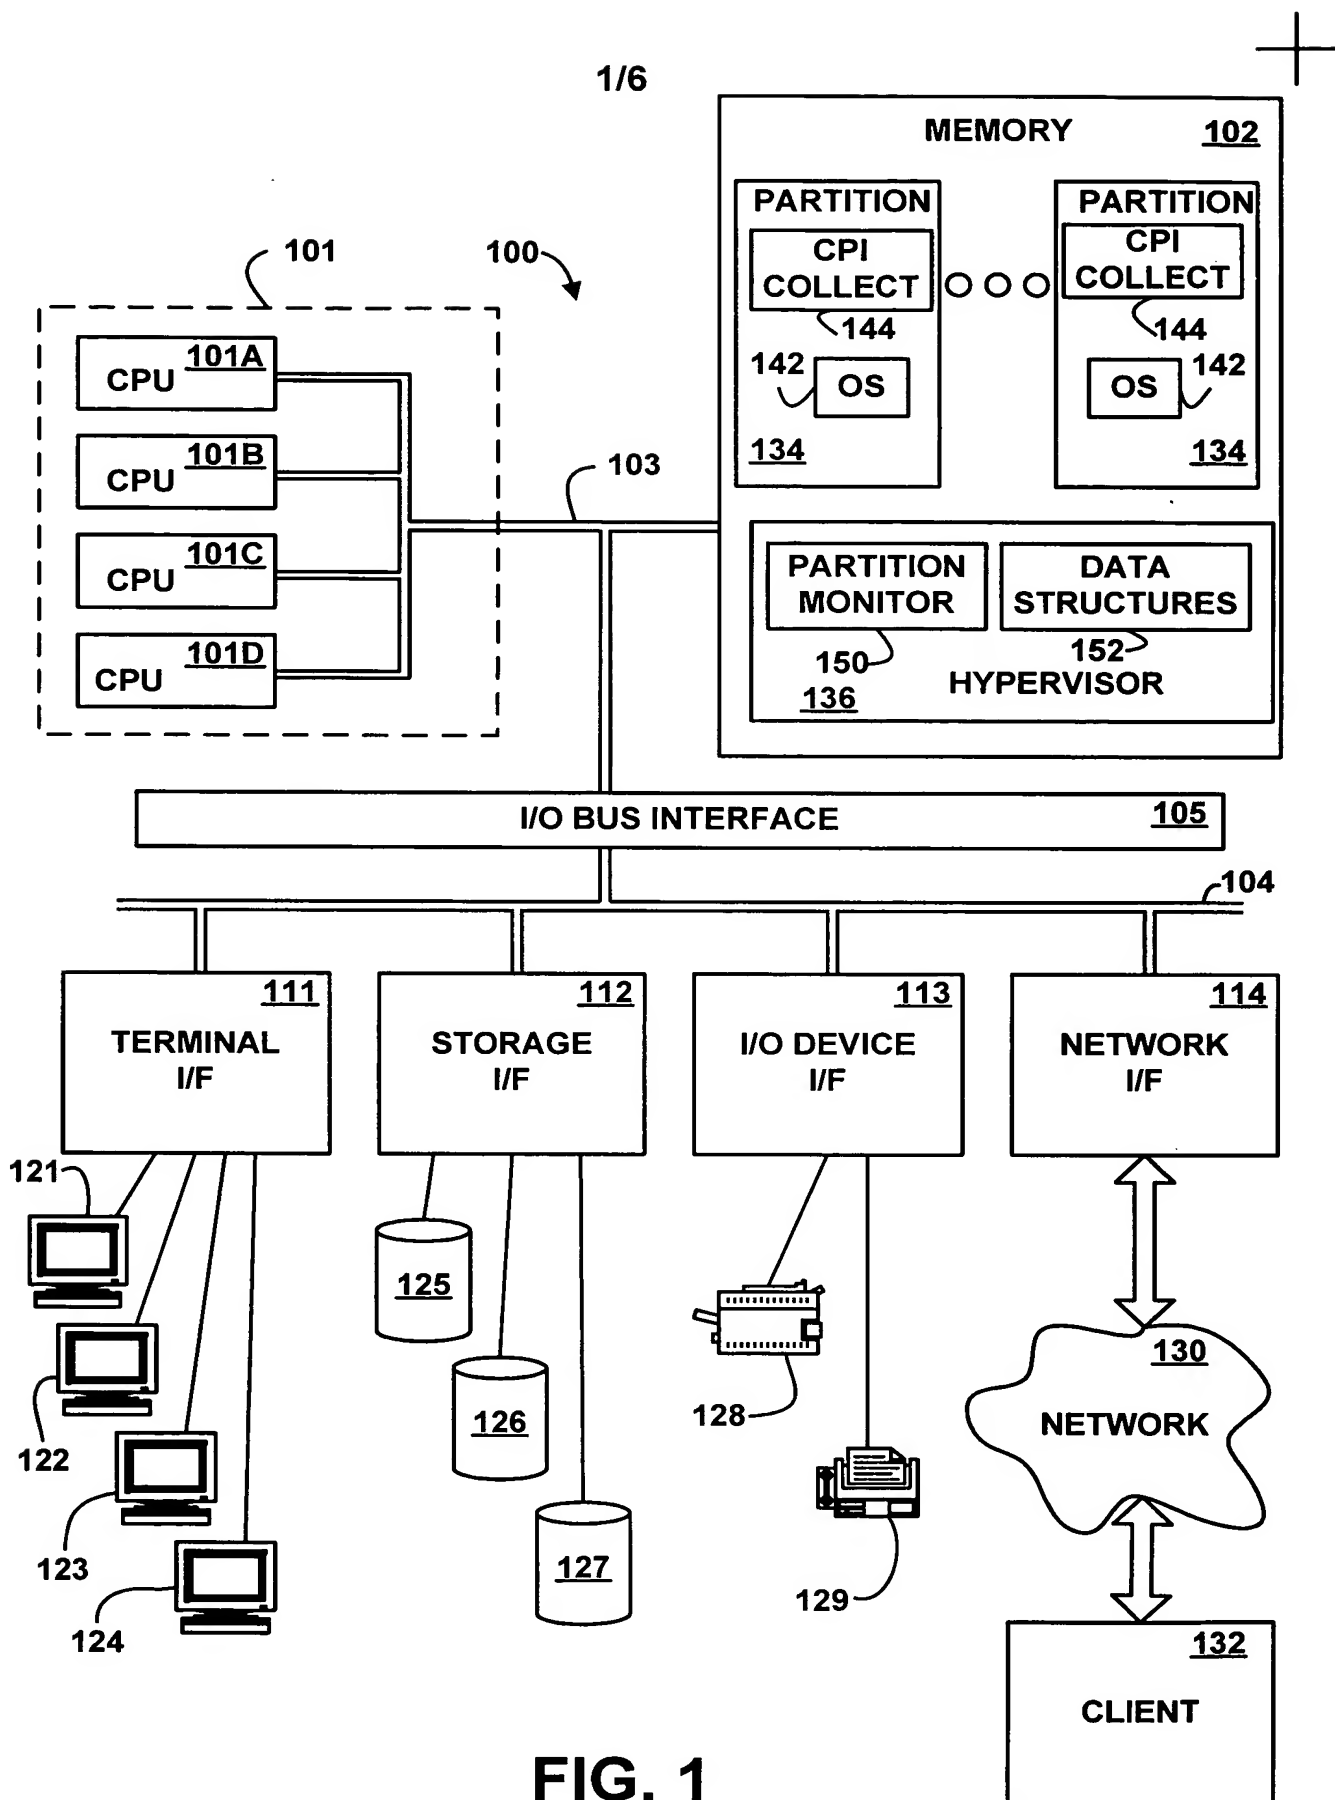 1/6
MEMORY 102
PARTITION
CPI
COLLECT
144
142
OS
134
PARTITION
CPI
COLLECT
144
142
OS
134
PARTITION
MONITOR
150
DATA
STRUCTURES
152
HYPERVISOR
136
101
100
101A
CPU
101B
CPU
101C
CPU
101D
CPU
103
I/O BUS INTERFACE 105
104
111
TERMINAL
I/F
112
STORAGE
I/F
113
I/O DEVICE
I/F
114
NETWORK
I/F
121
122
123
124
125
126
127
128
129
130
NETWORK
132
CLIENT
FIG. 1